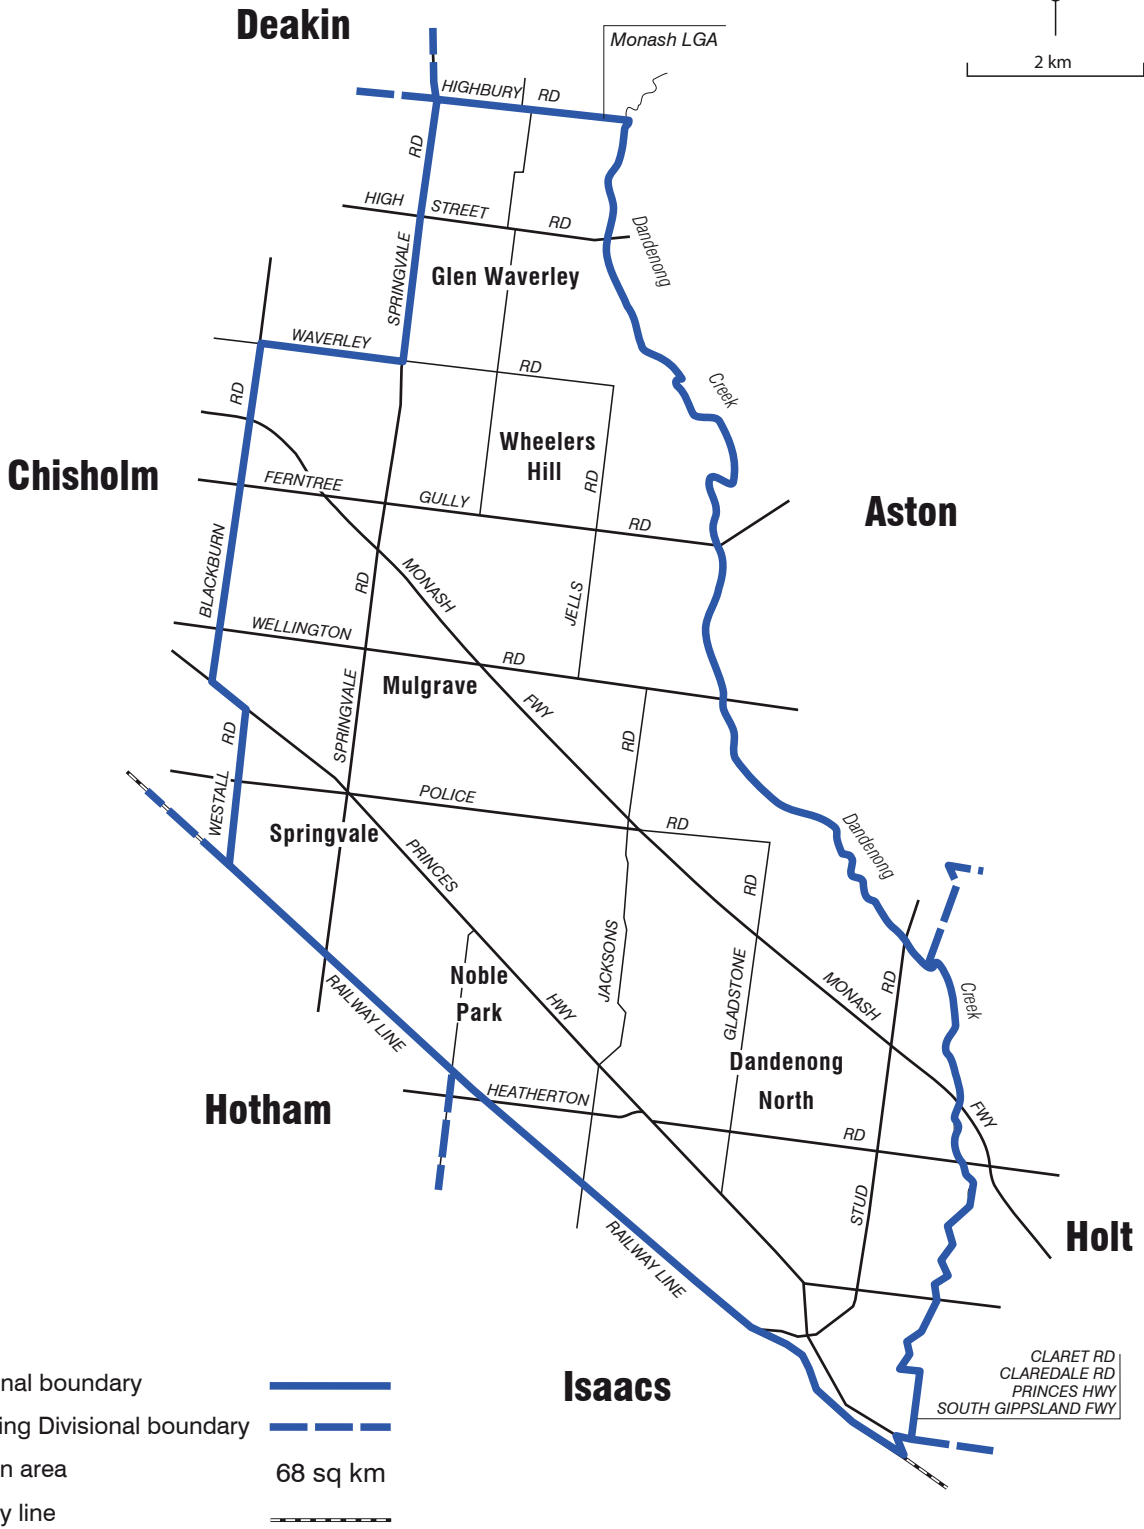 Deakin
Monash LGA
2 km
HIGHBURY RD
RD
HIGH STREET RD
Dandenong
SPRINGVALE
Glen Waverley
WAVERLEY
RD
RD
Creek
Wheelers
Hill
Chisholm
RD
FERNTREE GULLY RD
Aston
BLACKBURN
RD
MONASH
JELLS
WELLINGTON
RD
Mulgrave
SPRINGVALE
FWY
RD
RD
WESTALL
POLICE
RD
Springvale
PRINCES
Dandenong
RD
JACKSONS
GLADSTONE
Noble
Park
HWY
RAILWAY LINE
MONASH
RD
Creek
Dandenong
North
HEATHERTON
RD
FWY
Hotham
STUD
Holt
RAILWAY LINE
Isaacs
CLARET RD
CLAREDALE RD
PRINCES HWY
SOUTH GIPPSLAND FWY
nal boundary
ing Divisional boundary
n area 68 sq km
y line